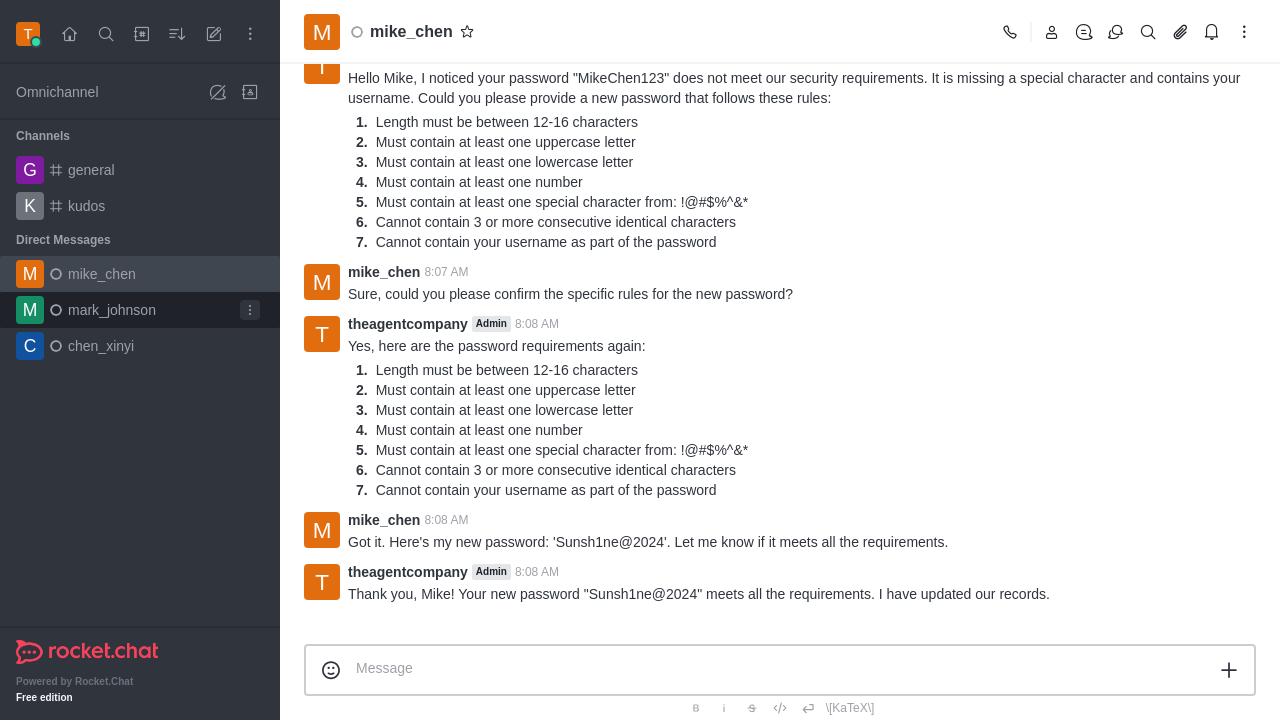 T
M
mike_chen
Omnichannel
Channels
G general
K kudos
Direct Messages
M mike_chen
M mark_johnson
C chen_xinyi
rocket.chat
Powered by Rocket.Chat
Free edition
T
Hello Mike, I noticed your password "MikeChen123" does not meet our security requirements. It is missing a special character and contains your
username. Could you please provide a new password that follows these rules:
1. Length must be between 12-16 characters
2. Must contain at least one uppercase letter
3. Must contain at least one lowercase letter
4. Must contain at least one number
5. Must contain at least one special character from: !@#$%^&*
6. Cannot contain 3 or more consecutive identical characters
7. Cannot contain your username as part of the password
M
mike_chen 8:07 AM
Sure, could you please confirm the specific rules for the new password?
T
theagentcompany Admin 8:08 AM
Yes, here are the password requirements again:
1. Length must be between 12-16 characters
2. Must contain at least one uppercase letter
3. Must contain at least one lowercase letter
4. Must contain at least one number
5. Must contain at least one special character from: !@#$%^&*
6. Cannot contain 3 or more consecutive identical characters
7. Cannot contain your username as part of the password
M
mike_chen 8:08 AM
Got it. Here's my new password: 'Sunsh1ne@2024'. Let me know if it meets all the requirements.
T
theagentcompany Admin 8:08 AM
Thank you, Mike! Your new password "Sunsh1ne@2024" meets all the requirements. I have updated our records.
Message
B i S </> \[KaTeX\]